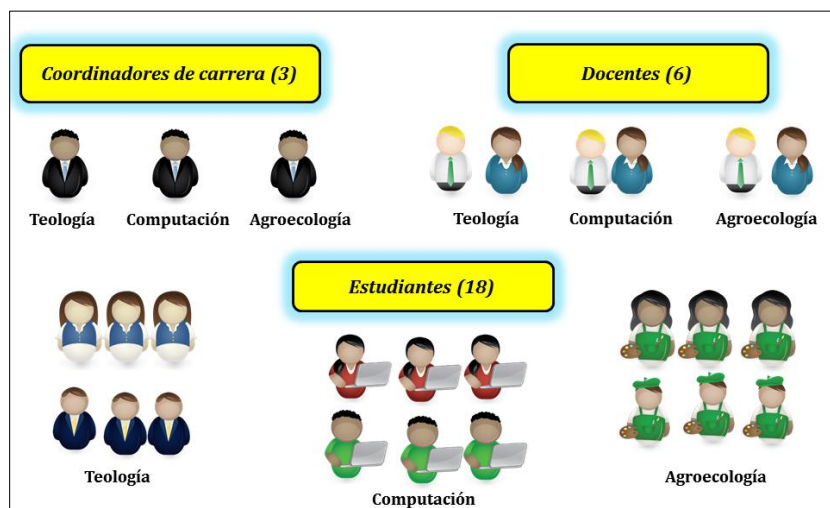 Coordinadores de carrera (3)
Docentes (6)
Teología
Computación
Agroecología
Teología
Computación
Agroecología
Estudiantes (18)
Teología
Computación
Agroecología